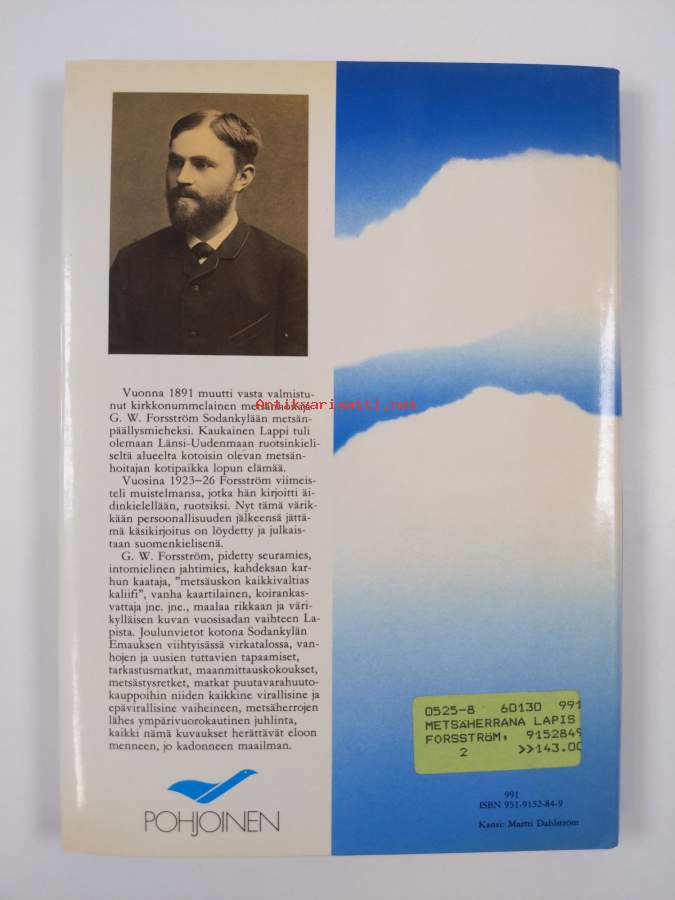 Vuonna 1891 muutti vasta valmistu-
nut kirkkonummelainen metsänhoitaja
Antikvarisatti.net
G. W. Forsström Sodankylään metsän-
päällysmieheksi. Kaukainen Lappi tuli
olemaan Länsi-Uudenmaan ruotsinkieli-
seltä alueelta kotoisin olevan metsän-
hoitajan kotipaikka lopun elämää.
Vuosina 1923—26 Forsström viimeis-
teli muistelmansa, jotka hän kirjoitti äi-
dinkielellään, ruotsiksi. Nyt tämä värik-
kään persoonallisuuden jälkeensä jättä-
mä käsikirjoitus on löydetty ja julkais-
taan suomenkielisenä.
G. W. Forsström, pidetty seuramies,
intomielinen jahtimies, kahdeksan kar-
hun kaataja, "metsäuskon kaikkivaltias
kaliifi", vanha kaartilainen, koirankas-
vattaja jne. jne., maalaa rikkaan ja väri-
kylläisen kuvan vuosisadan vaihteen La-
pista. Joulunvietot kotona Sodankylän
Emauksen viihtyisässä virkatalossa, van-
hojen ja uusien tuttavien tapaamiset,
tarkastusmatkat, maanmittauskokoukset,
metsästysretket, matkat puutavarahuuto-
kauppoihin niiden kaikkine virallisine ja
epävirallisine vaiheineen, metsäherrojen
lähes ympärivuorokautinen juhlinta,
kaikki nämä kuvaukset herättävät eloon
menneen, jo kadonneen maailman.
POHJOINEN
0525-8 60130 991
METSÄHERRANA LAPIS
FORSSTRÖM, 9152849
2 >>143.00
991
ISBN 951-9152-84-9
Kansi: Martti Dahlström